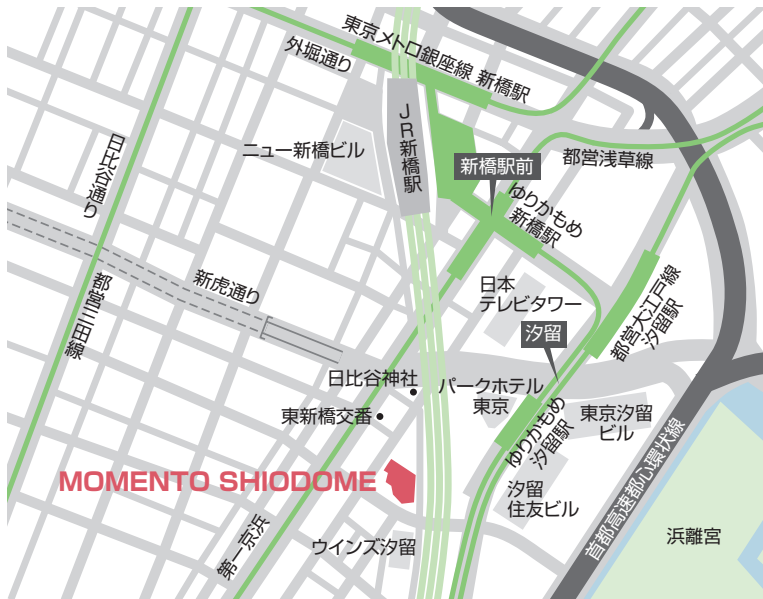 東京メトロ銀座線 新橋駅
外堀通り
JR新橋駅
日比谷通り
ニュー新橋ビル
新橋駅前
都営浅草線
ゆりかもめ
新橋駅
新虎通り
都営三田線
日本
テレビタワー
都営大江戸線
汐留駅
汐留
日比谷神社
パークホテル
東京
東新橋交番
東京汐留
ビル
ゆりかもめ
汐留駅
MOMENTO SHIODOME
汐留
住友ビル
首都高速都心環状線
第一京浜
ウインズ汐留
浜離宮